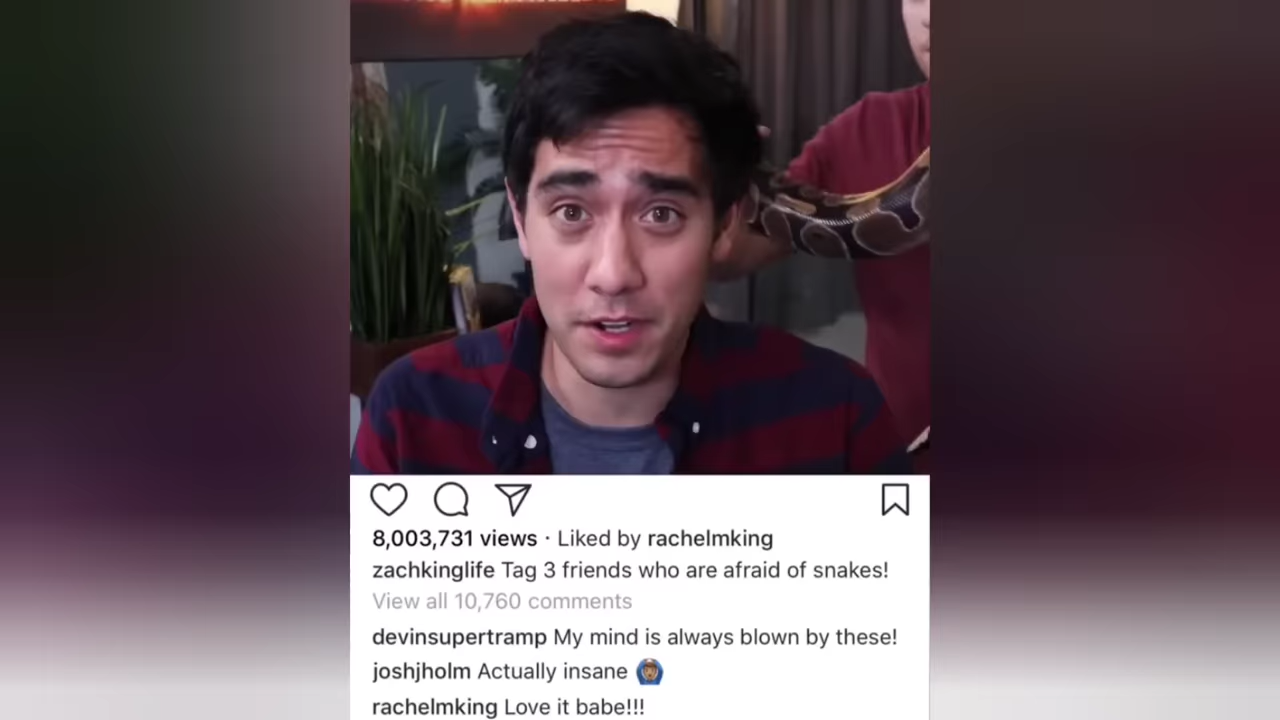 8,003,731 views · Liked by rachelmking
zachkinglife Tag 3 friends who are afraid of snakes!
View all 10,760 comments
devinsupertramp My mind is always blown by these!
joshjholm Actually insane 🙆🏽‍♂️
rachelmking Love it babe!!!